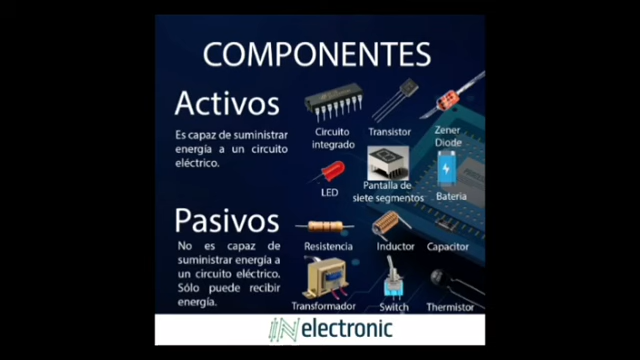 COMPONENTES
Activos
Es capaz de suministrar
energía a un circuito
eléctrico.
Circuito
integrado
Transistor
Zener
Diode
LED
Pantalla de
siete segmentos
Bateria
Pasivos
No es capaz de
suministrar energía a
un circuito eléctrico.
Sólo puede recibir
energía.
Resistencia
Inductor
Capacitor
Transformador
Switch
Thermistor
IN electronic